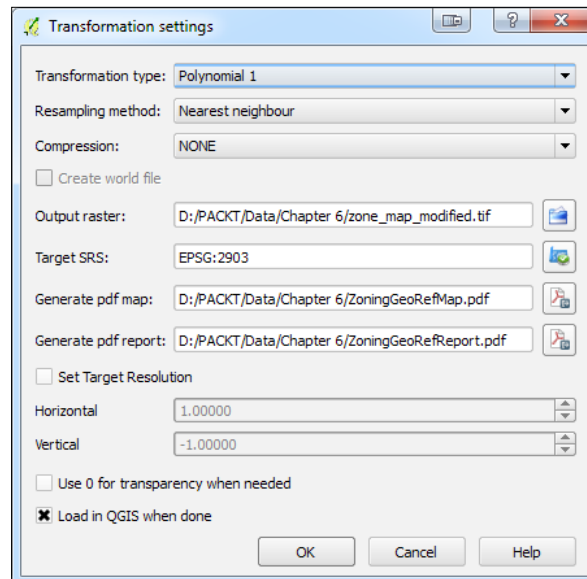 Transformation settings
Transformation type: Polynomial 1
Resampling method: Nearest neighbour
Compression: NONE
Create world file
Output raster: D:/PACKT/Data/Chapter 6/zone_map_modified.tif
Target SRS: EPSG:2903
Generate pdf map: D:/PACKT/Data/Chapter 6/ZoningGeoRefMap.pdf
Generate pdf report: D:/PACKT/Data/Chapter 6/ZoningGeoRefReport.pdf
Set Target Resolution
Horizontal 1.00000
Vertical -1.00000
Use 0 for transparency when needed
Load in QGIS when done
OK Cancel Help